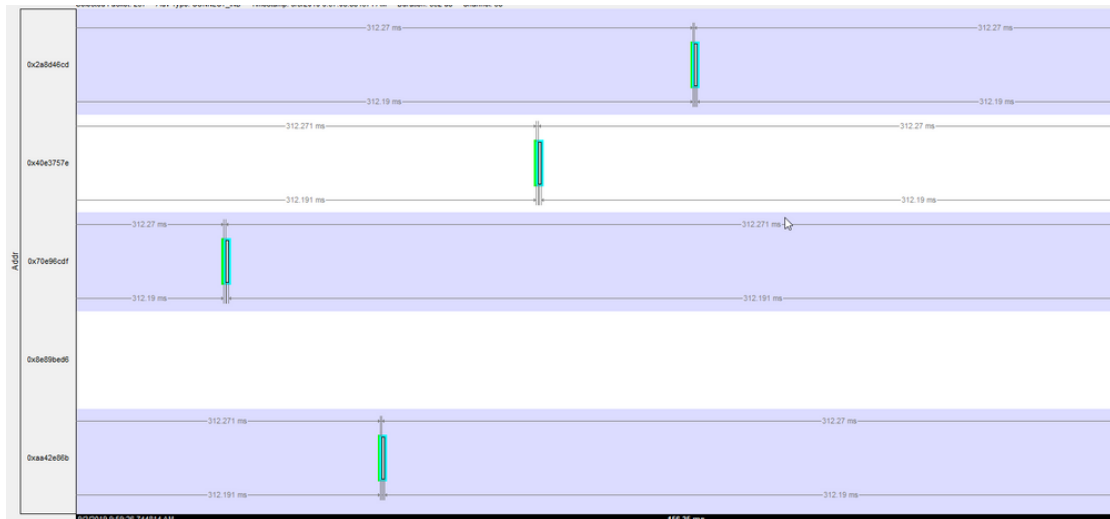 312.27 312.27
0x2a8d46cd
312.19 ms 312.19 ms
312.271 ms 312.27 ms
0x40e3757e
312.191 ms 312.19 ms
312.27 ms 312.271 ms
Addr
0x70e96cdf
312.19 ms 312.191 ms
0x8e89bed6
312.271 ms 312.27 ms
0xaa42e86b
312.191 ms 312.19 ms